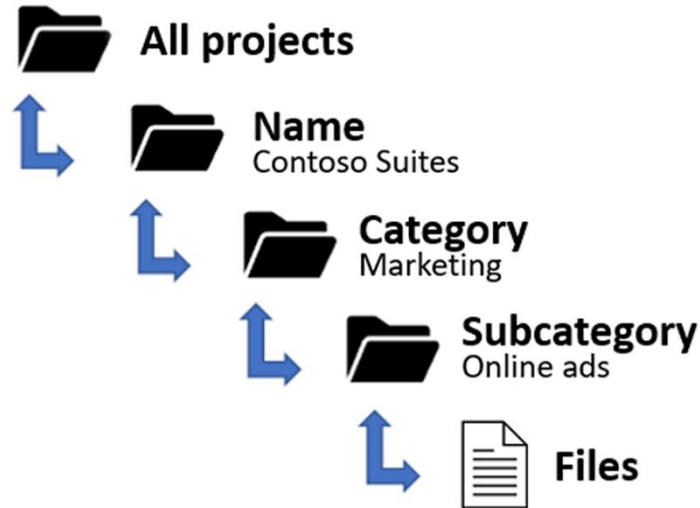 All projects
Name
Contoso Suites
Category
Marketing
Subcategory
Online ads
Files